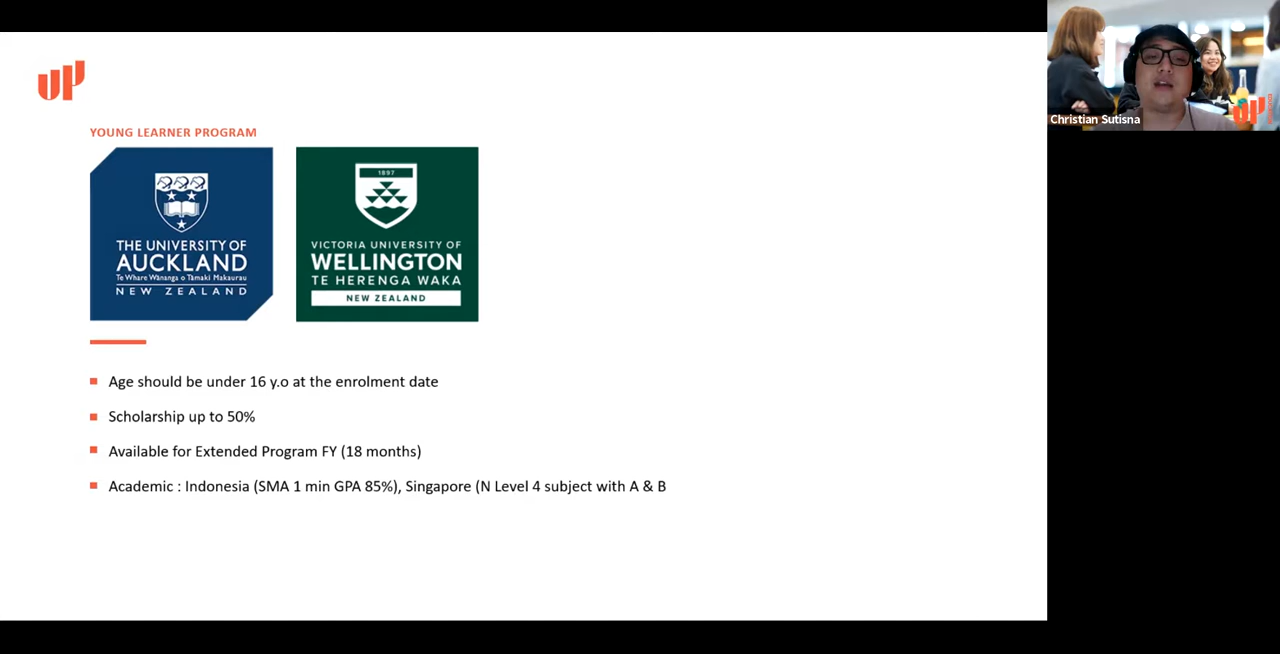 UP
YOUNG LEARNER PROGRAM
THE UNIVERSITY OF
AUCKLAND
Te Whare Wānanga o Tāmaki Makaurau
NEW ZEALAND
1897
VICTORIA UNIVERSITY OF
WELLINGTON
TE HERENGA WAKA
NEW ZEALAND
Age should be under 16 y.o at the enrolment date
Scholarship up to 50%
Available for Extended Program FY (18 months)
Academic : Indonesia (SMA 1 min GPA 85%), Singapore (N Level 4 subject with A & B
Christian Sutisna
UP